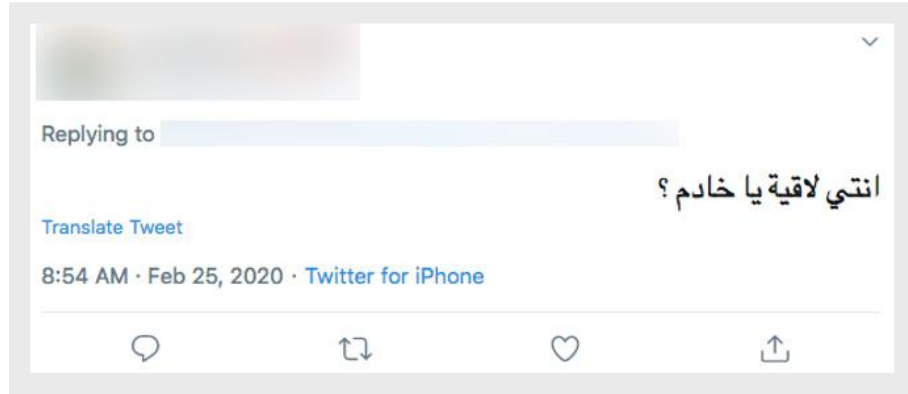 Replying to
انتي لاقية يا خادم ؟
Translate Tweet
8:54 AM · Feb 25, 2020 · Twitter for iPhone